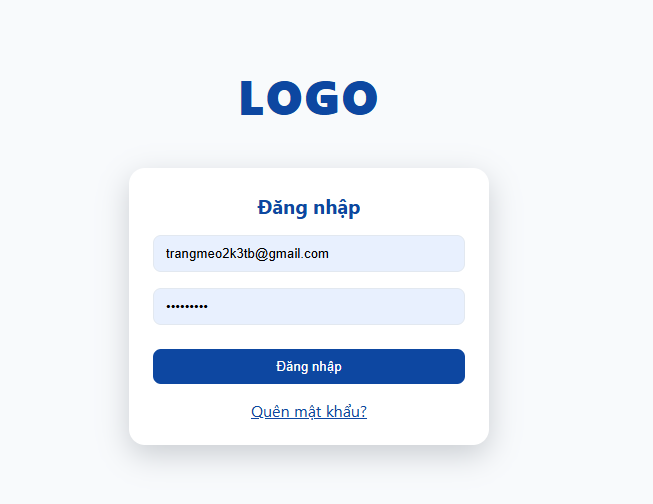 LOGO
Đăng nhập
trangmeo2k3tb@gmail.com
•••••••••
Đăng nhập
Quên mật khẩu?